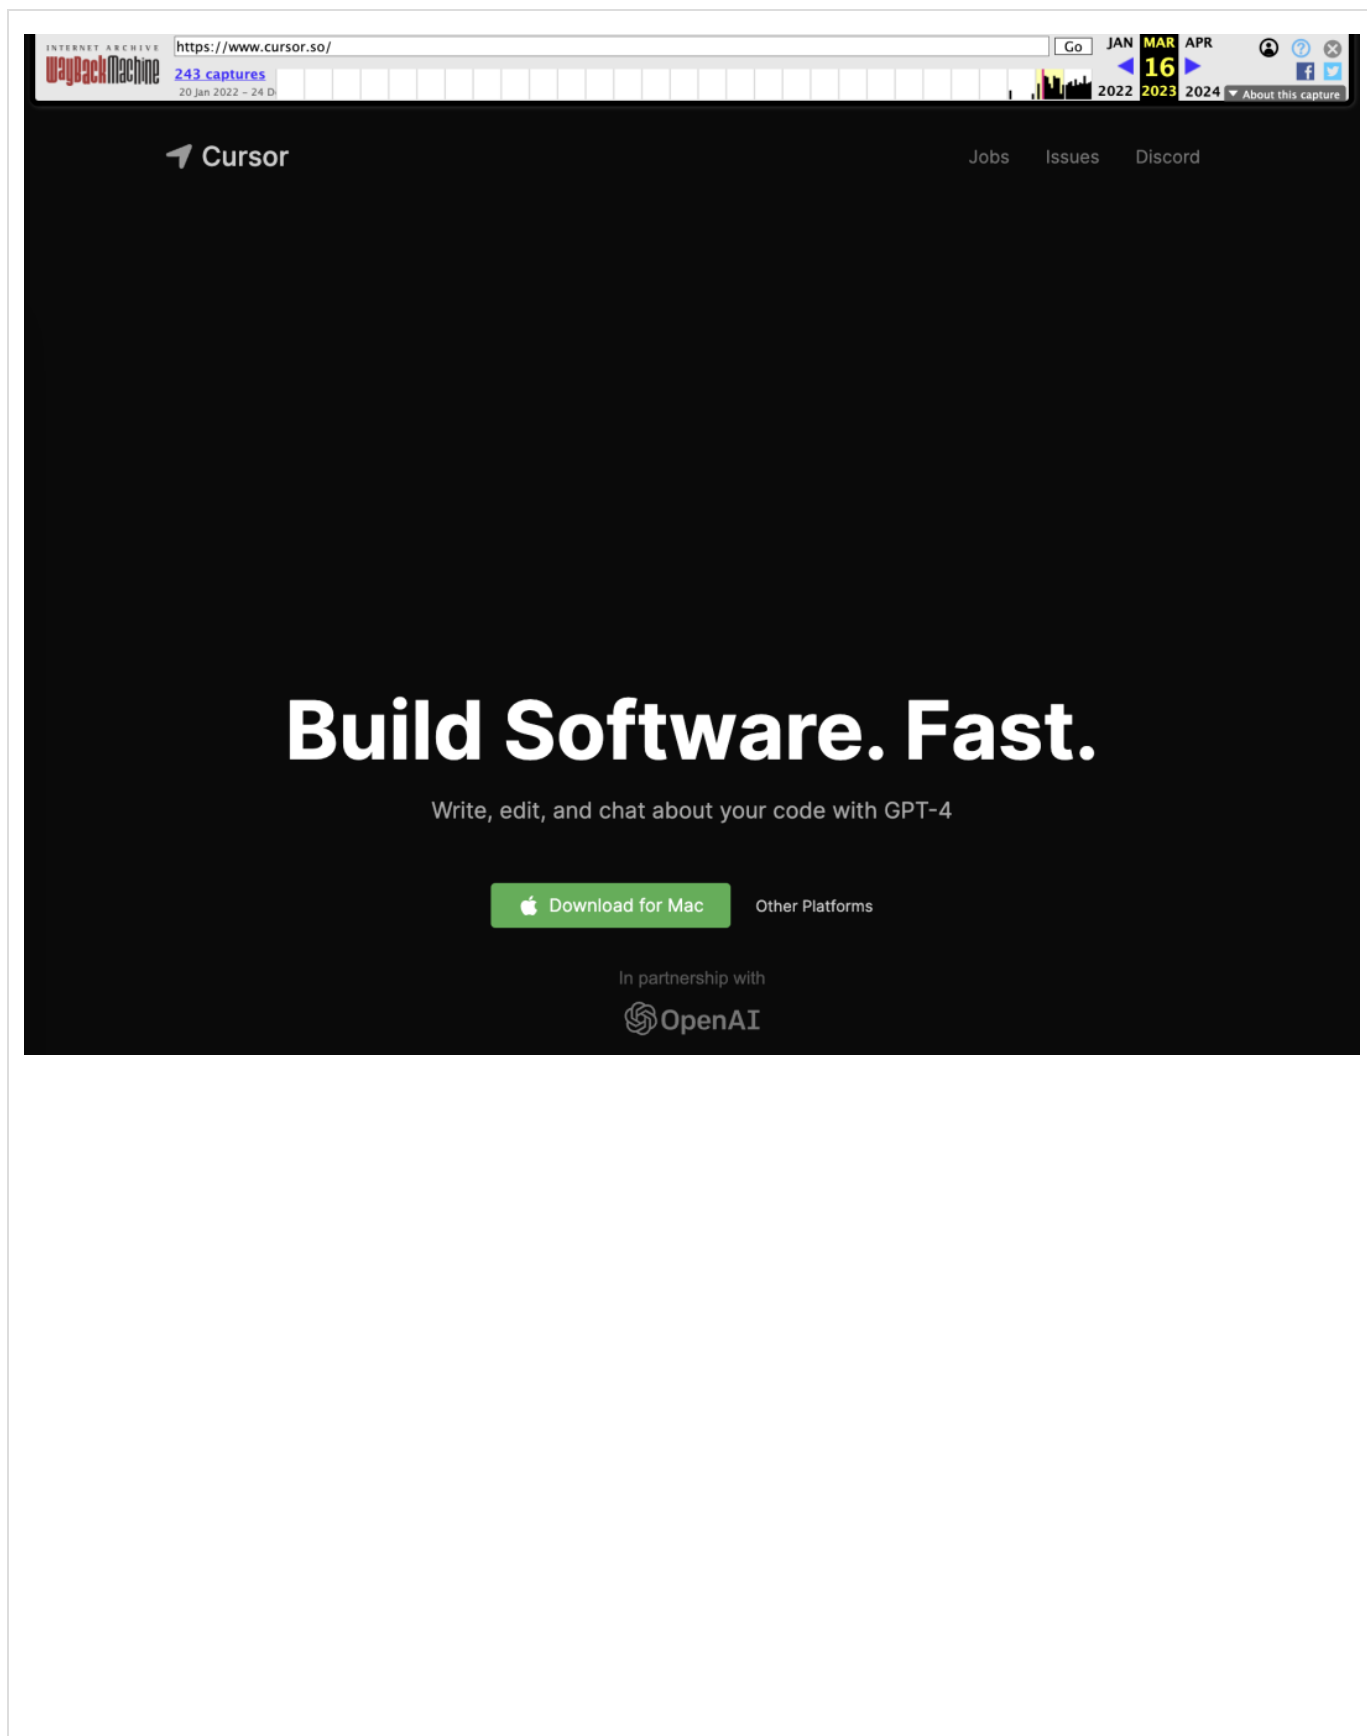 INTERNET ARCHIVE
WayBackMachine
https://www.cursor.so/
Go
243 captures
20 Jan 2022 – 24 D
JAN MAR APR
16
2022 2023 2024
About this capture
Cursor
Jobs Issues Discord
Build Software. Fast.
Write, edit, and chat about your code with GPT-4
Download for Mac
Other Platforms
In partnership with
OpenAI